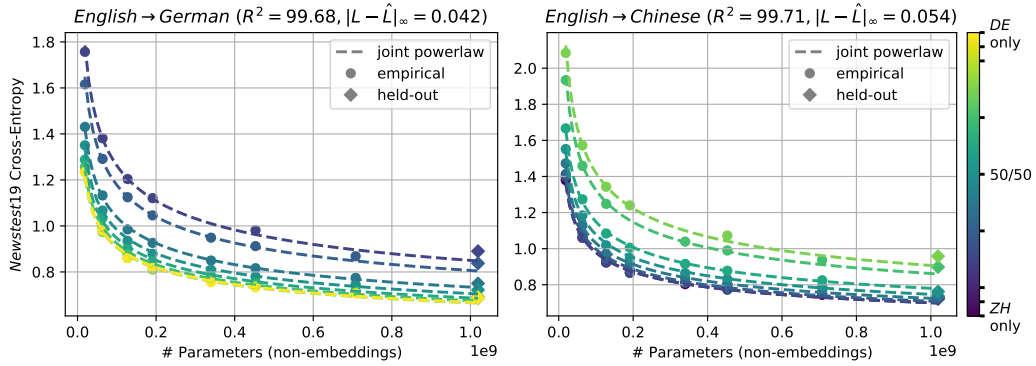 English → German (R² = 99.68, |L − L̂|∞ = 0.042)
Newstest19 Cross-Entropy
1.8
1.6
1.4
1.2
1.0
0.8
joint powerlaw
empirical
held-out
0.0 0.2 0.4 0.6 0.8 1.0
1e9
# Parameters (non-embeddings)
English → Chinese (R² = 99.71, |L − L̂|∞ = 0.054)
2.0
1.8
1.6
1.4
1.2
1.0
0.8
joint powerlaw
empirical
held-out
0.0 0.2 0.4 0.6 0.8 1.0
1e9
# Parameters (non-embeddings)
DE
only
50/50
ZH
only